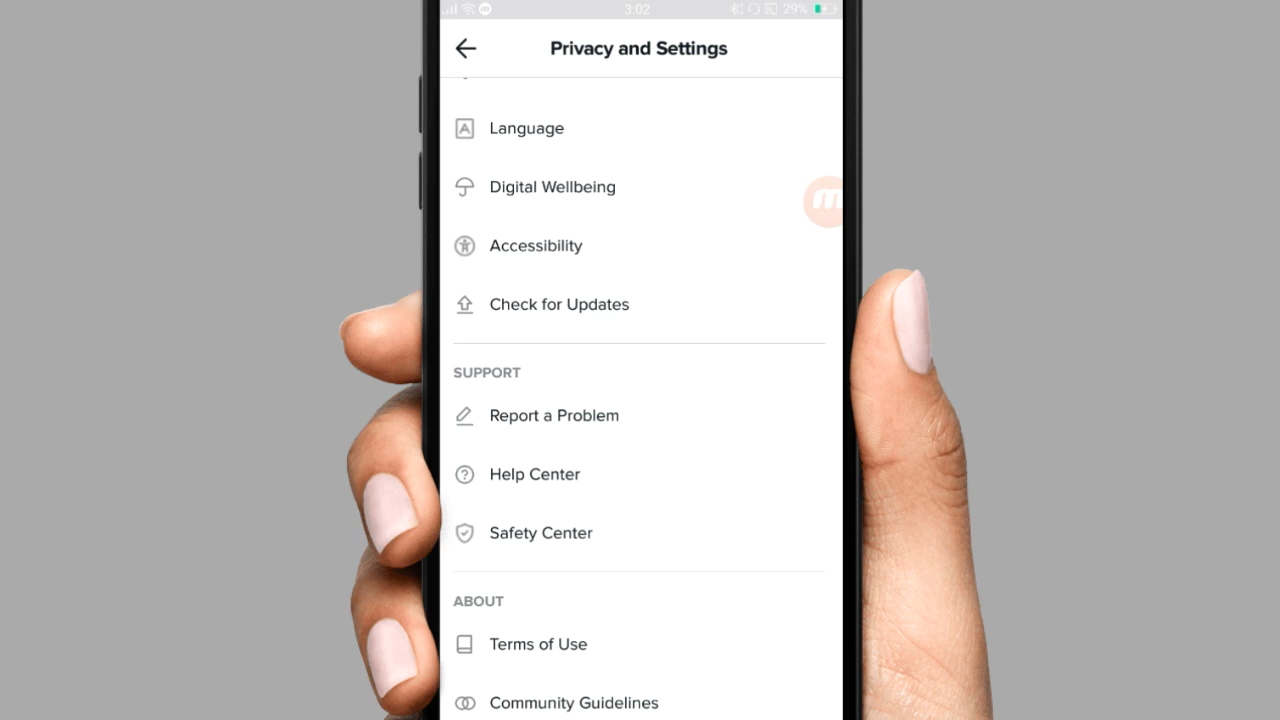 3:02
29%
Privacy and Settings
Language
Digital Wellbeing
Accessibility
Check for Updates
SUPPORT
Report a Problem
Help Center
Safety Center
ABOUT
Terms of Use
Community Guidelines